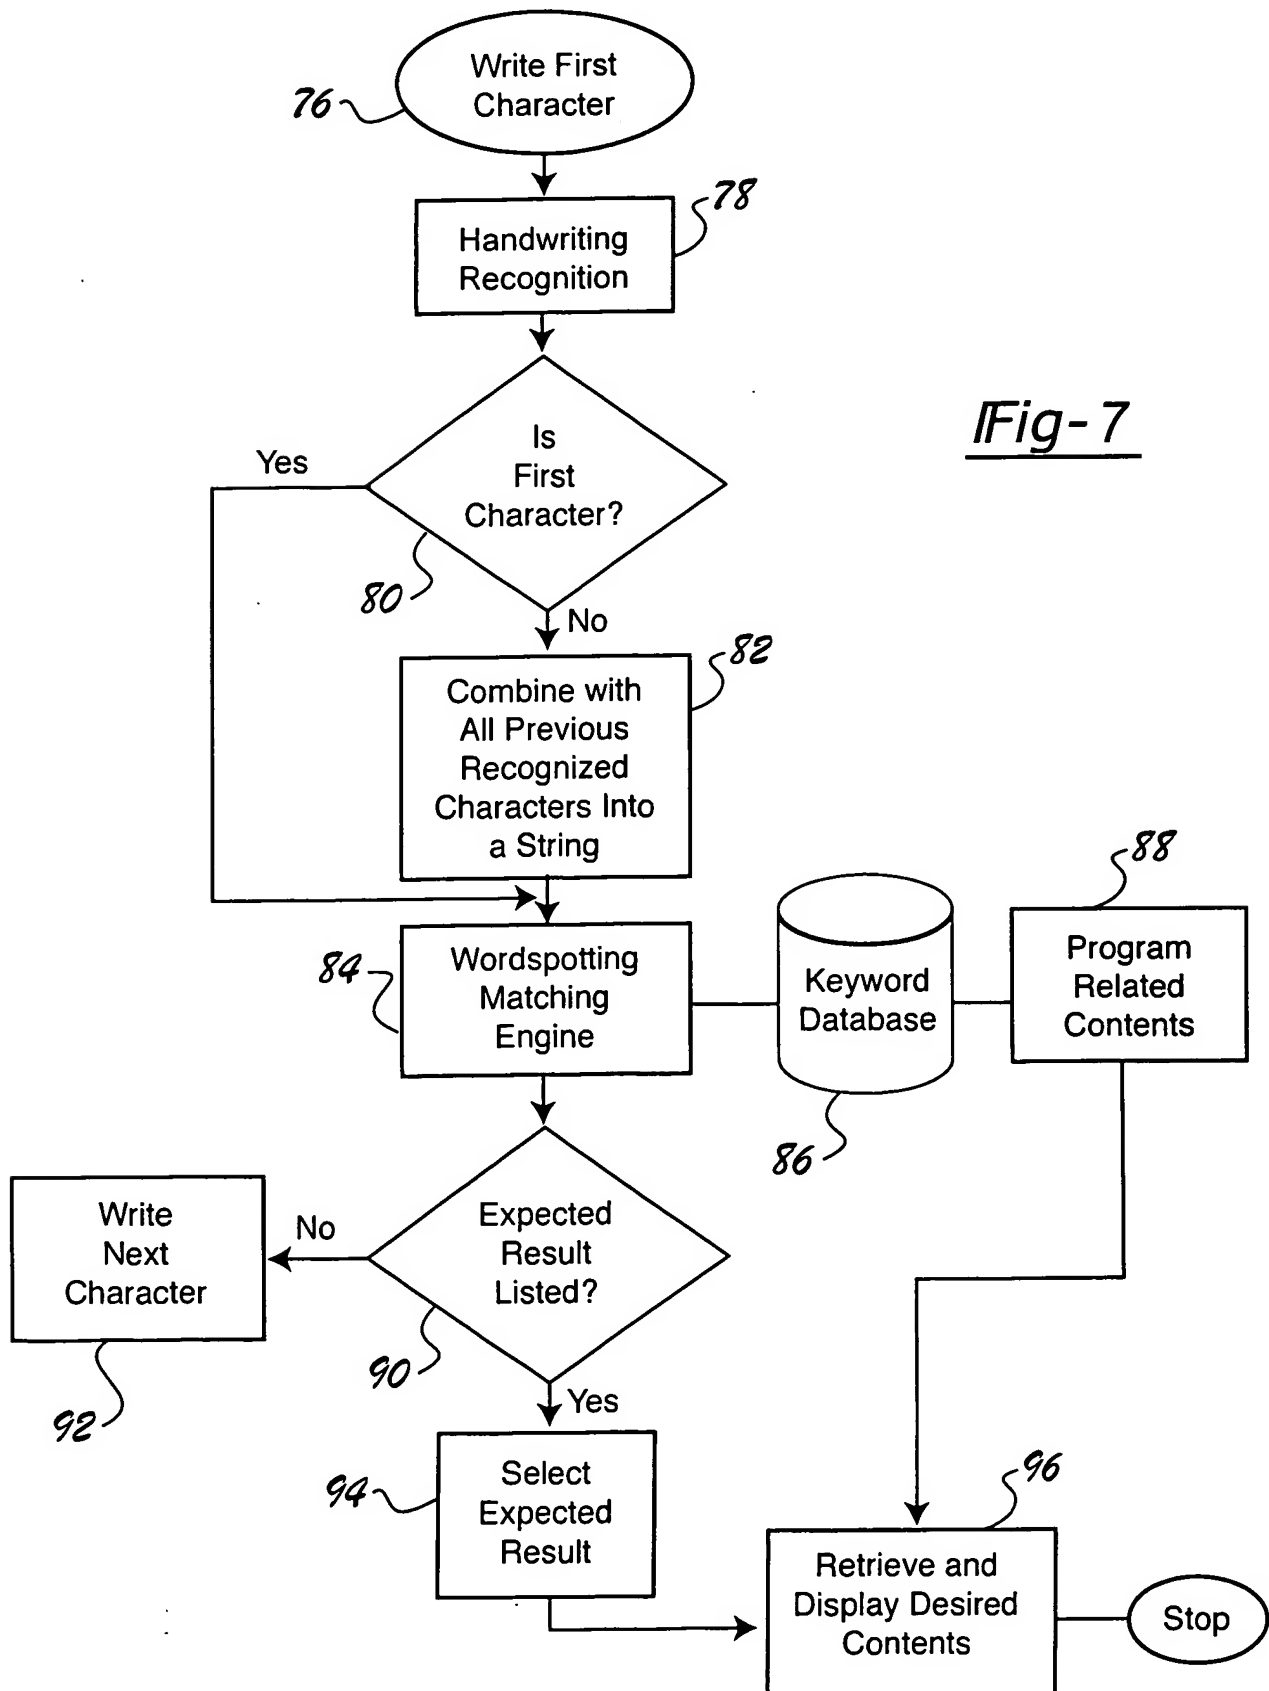 Write First
Character
76
78
Handwriting
Recognition
Fig-7
Is
First
Character?
Yes
80
No
82
Combine with
All Previous
Recognized
Characters Into
a String
88
84
Wordspotting
Matching
Engine
Keyword
Database
Program
Related
Contents
86
Write
Next
Character
No
Expected
Result
Listed?
90
92
Yes
94
Select
Expected
Result
96
Retrieve and
Display Desired
Contents
Stop